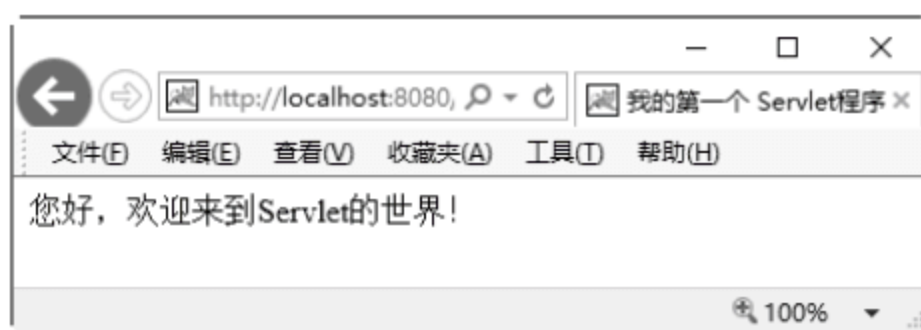 http://localhost:8080, 我的第一个 Servlet程序
文件(F) 编辑(E) 查看(V) 收藏夹(A) 工具(T) 帮助(H)
您好，欢迎来到Servlet的世界！
100%